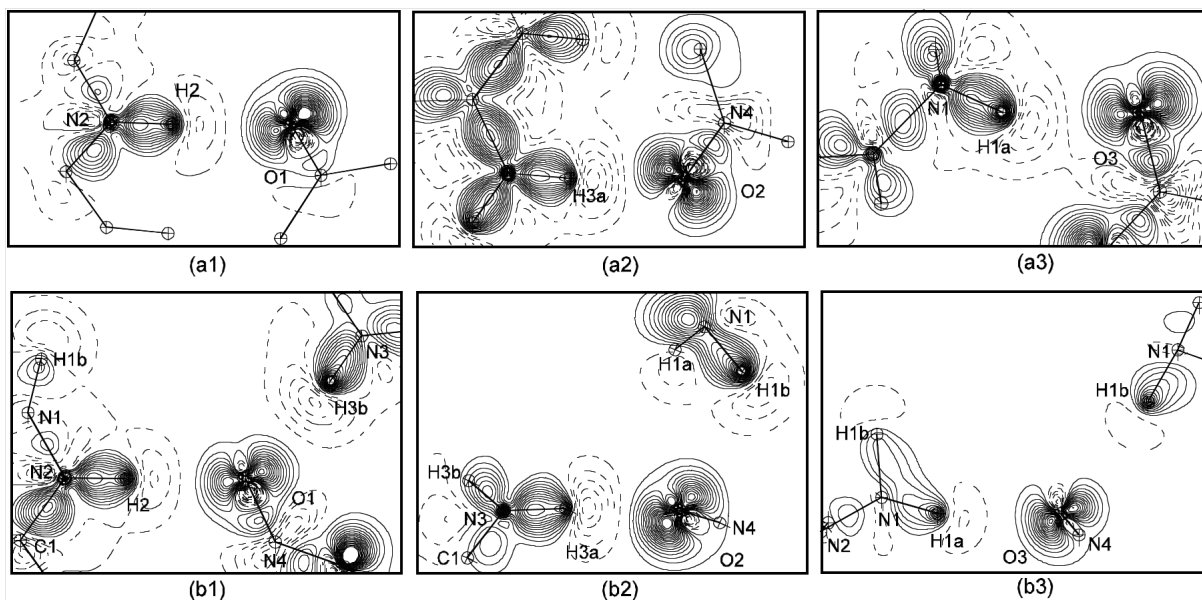 H2
N2
O1
(a1)
N4
H3a
O2
(a2)
N1
H1a
O3
(a3)
H1b
N3
H3b
N1
N2
H2
O1
C1
N4
(b1)
N1
H1a
H1b
H3b
N3
H3a
N4
C1
O2
(b2)
N1
H1b
H1b
N1
N2
H1a
O3
N4
(b3)